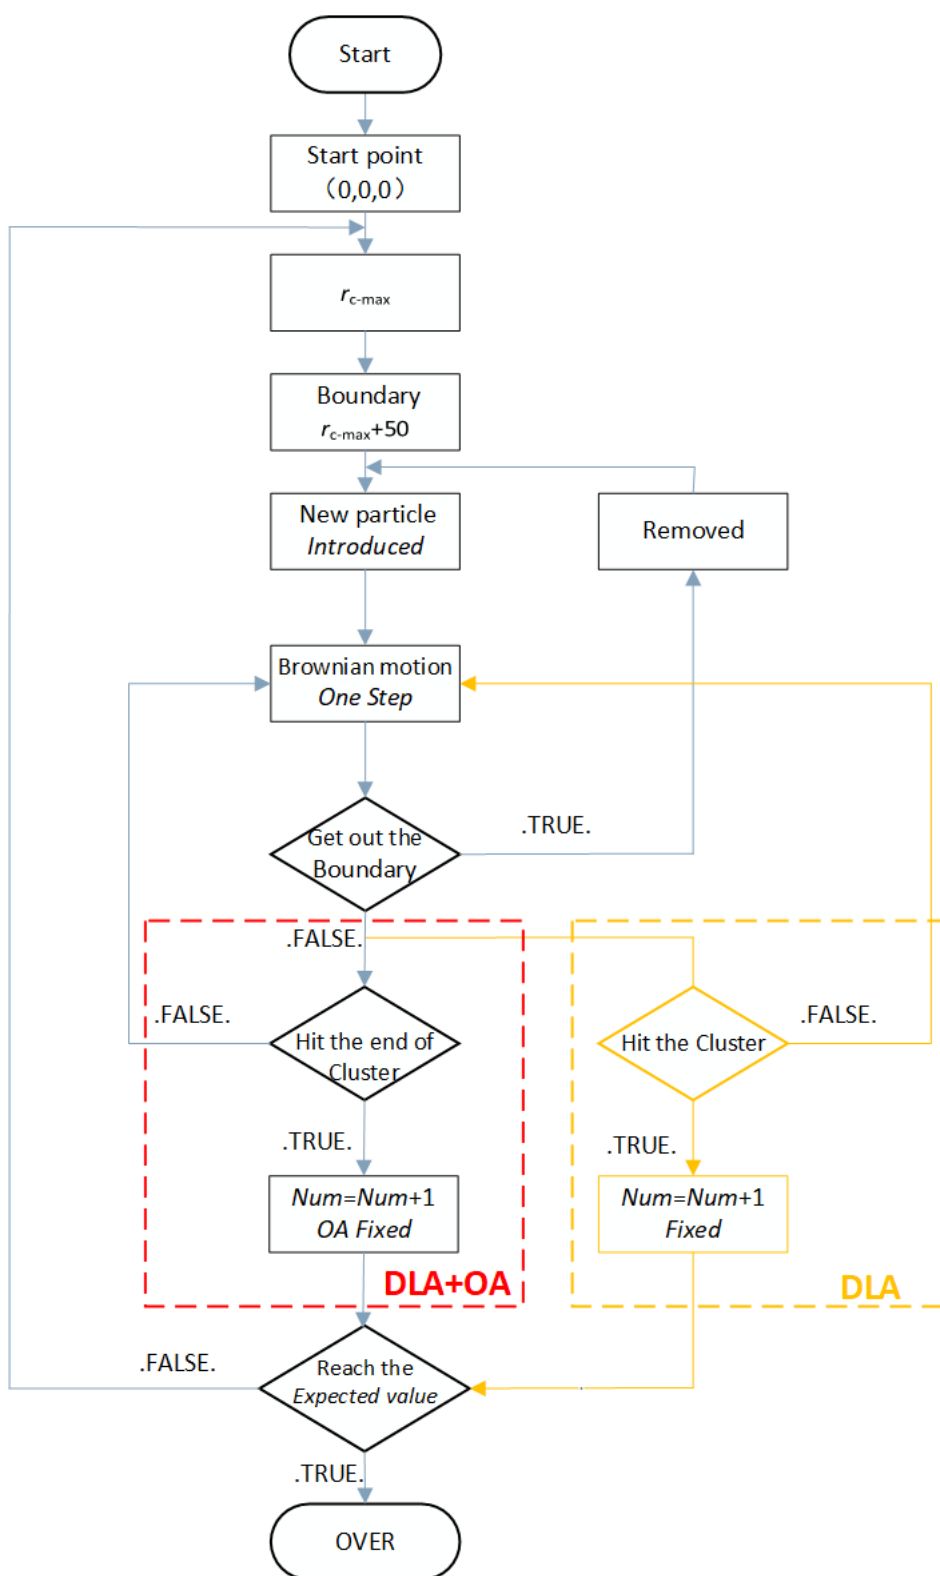 Start
Start point
（0,0,0）
r c-max
Boundary
r c-max+50
New particle
Introduced
Removed
Brownian motion
One Step
Get out the
Boundary
.TRUE.
.FALSE.
.FALSE.
Hit the end of
Cluster
Hit the Cluster
.FALSE.
.TRUE.
.TRUE.
Num=Num+1
OA Fixed
Num=Num+1
Fixed
DLA+OA
DLA
.FALSE.
Reach the
Expected value
.TRUE.
OVER